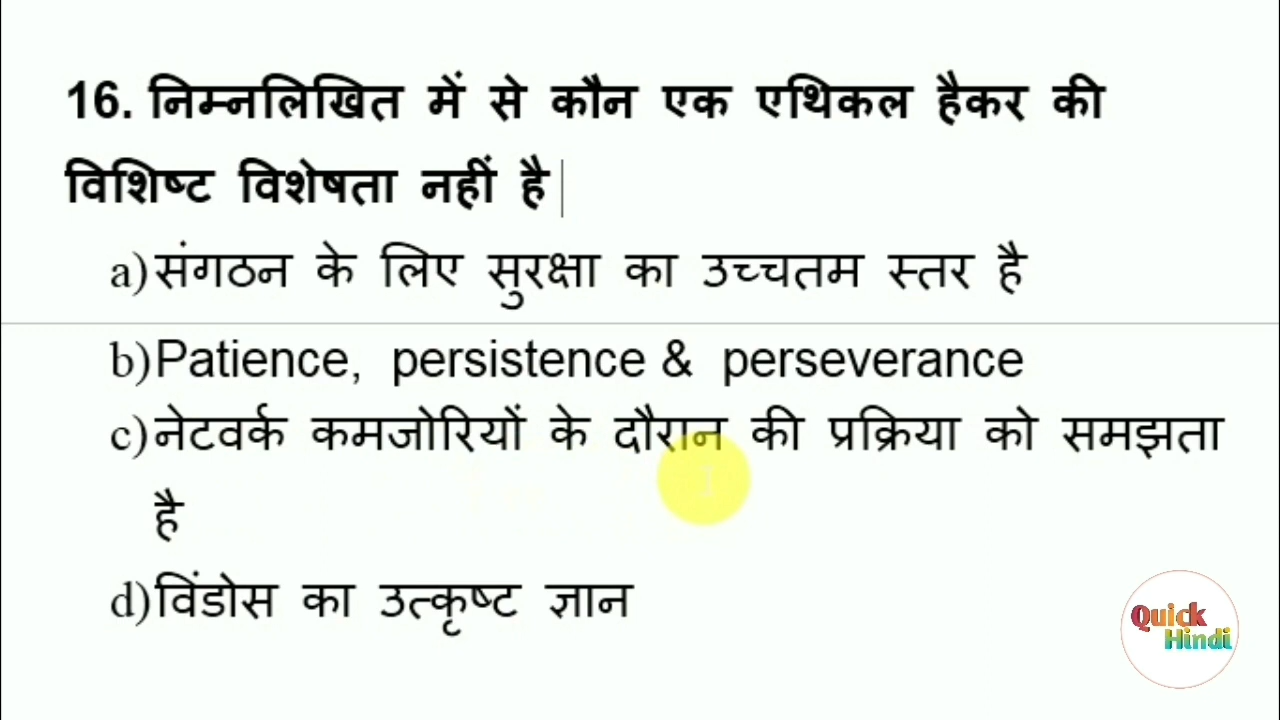 16. निम्नलिखित में से कौन एक एथिकल हैकर की
विशिष्ट विशेषता नहीं है
a) संगठन के लिए सुरक्षा का उच्चतम स्तर है
b) Patience, persistence & perseverance
c) नेटवर्क कमजोरियों के दौरान की प्रक्रिया को समझता
है
d) विंडोस का उत्कृष्ट ज्ञान
Quick
Hindi